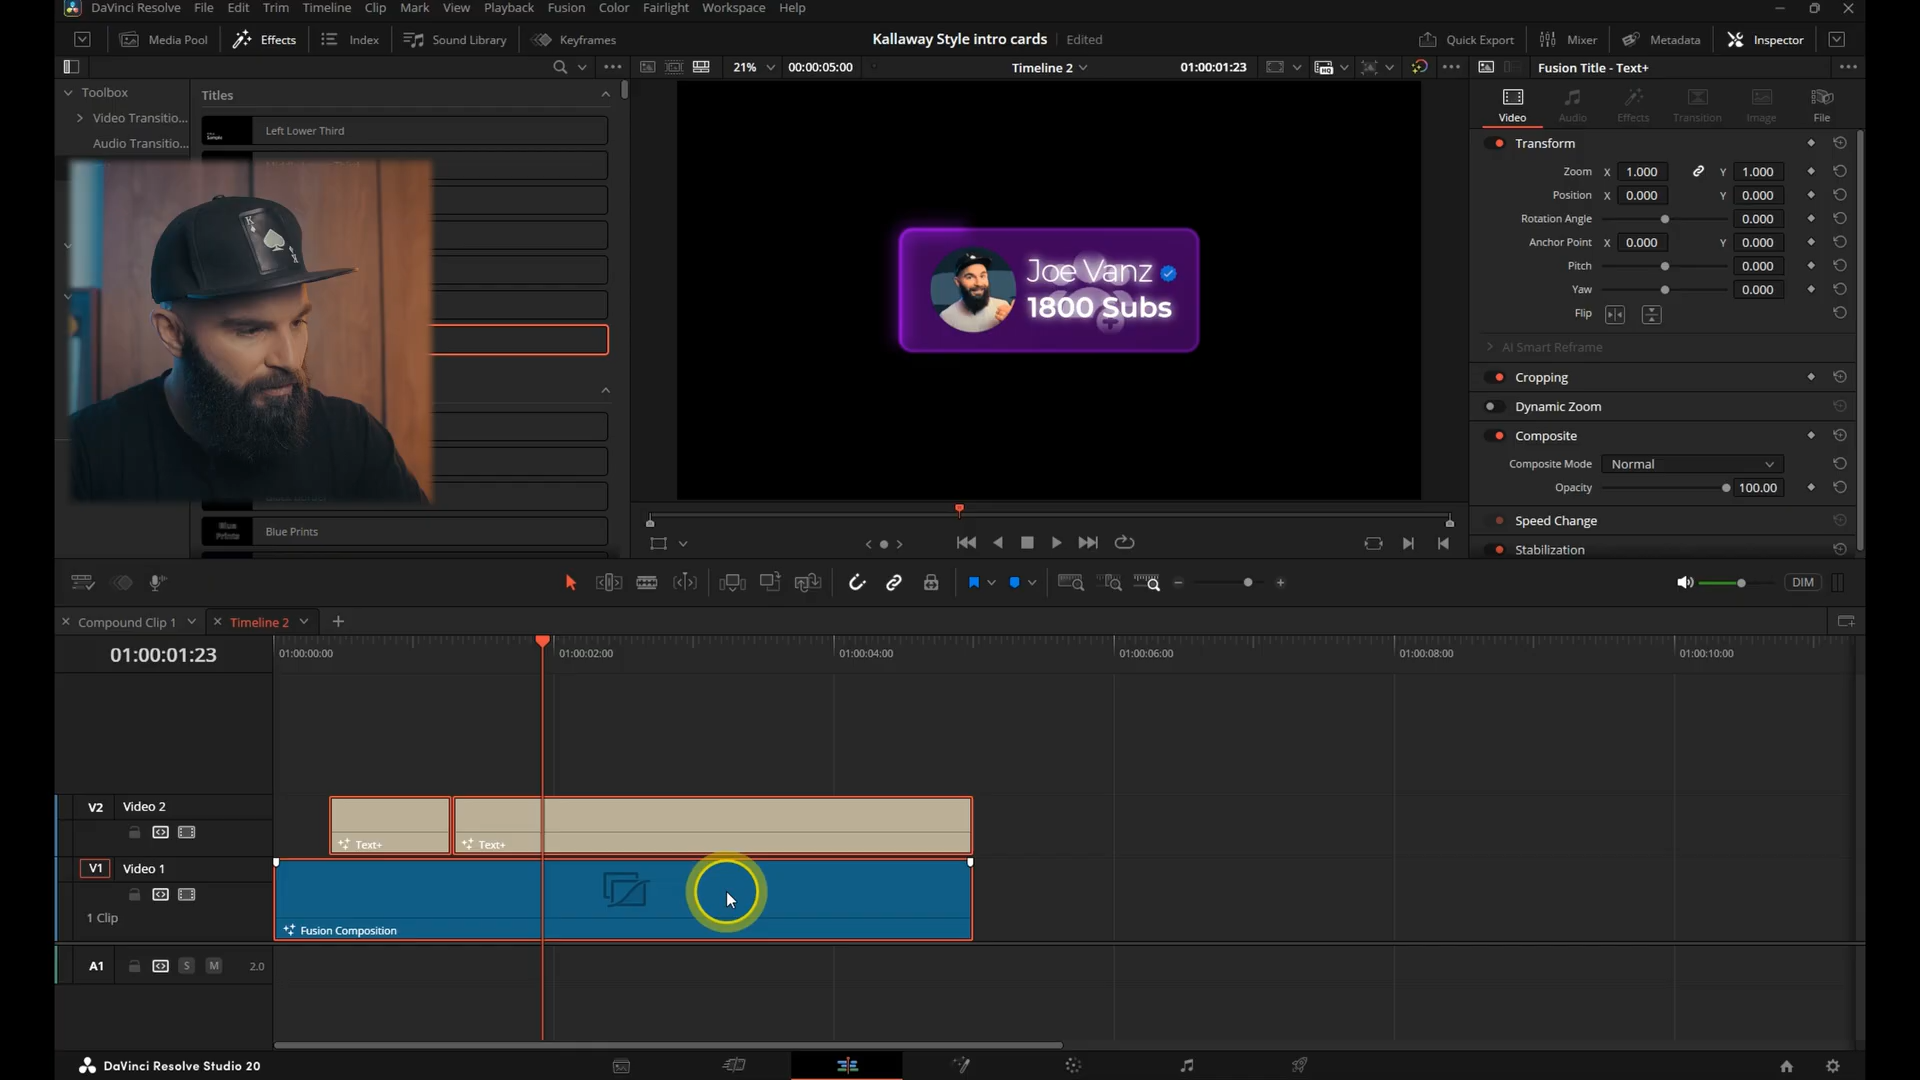 DaVinci Resolve File Edit Trim Timeline Clip Mark View Playback Fusion Color Fairlight Workspace Help
Media Pool Effects Index Sound Library Keyframes Kallaway Style intro cards Edited Quick Export Mixer Metadata Inspector
21% 00:00:05:00 Timeline 2 01:00:01:23 Fusion Title - Text+
Toolbox
Video Transitio...
Audio Transitio...
Titles
Left Lower Third
Blue Prints
Blue Prints
K
K
Joe Vanz
1800 Subs
Video Audio Effects Transition Image File
Transform
Zoom X 1.000 Y 1.000
Position X 0.000 Y 0.000
Rotation Angle 0.000
Anchor Point X 0.000 Y 0.000
Pitch 0.000
Yaw 0.000
Flip
AI Smart Reframe
Cropping
Dynamic Zoom
Composite
Composite Mode Normal
Opacity 100.00
Speed Change
Stabilization
DIM
Compound Clip 1 Timeline 2
01:00:01:23 01:00:00:00 01:00:02:00 01:00:04:00 01:00:06:00 01:00:08:00 01:00:10:00
V2 Video 2
Text+ Text+
V1 Video 1
1 Clip
Fusion Composition
A1 S M 2.0
DaVinci Resolve Studio 20